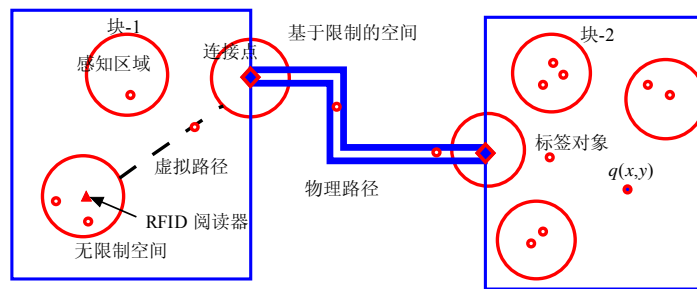 块-1
基于限制的空间
块-2
连接点
感知区域
标签对象
虚拟路径
q(x,y)
物理路径
RFID 阅读器
无限制空间